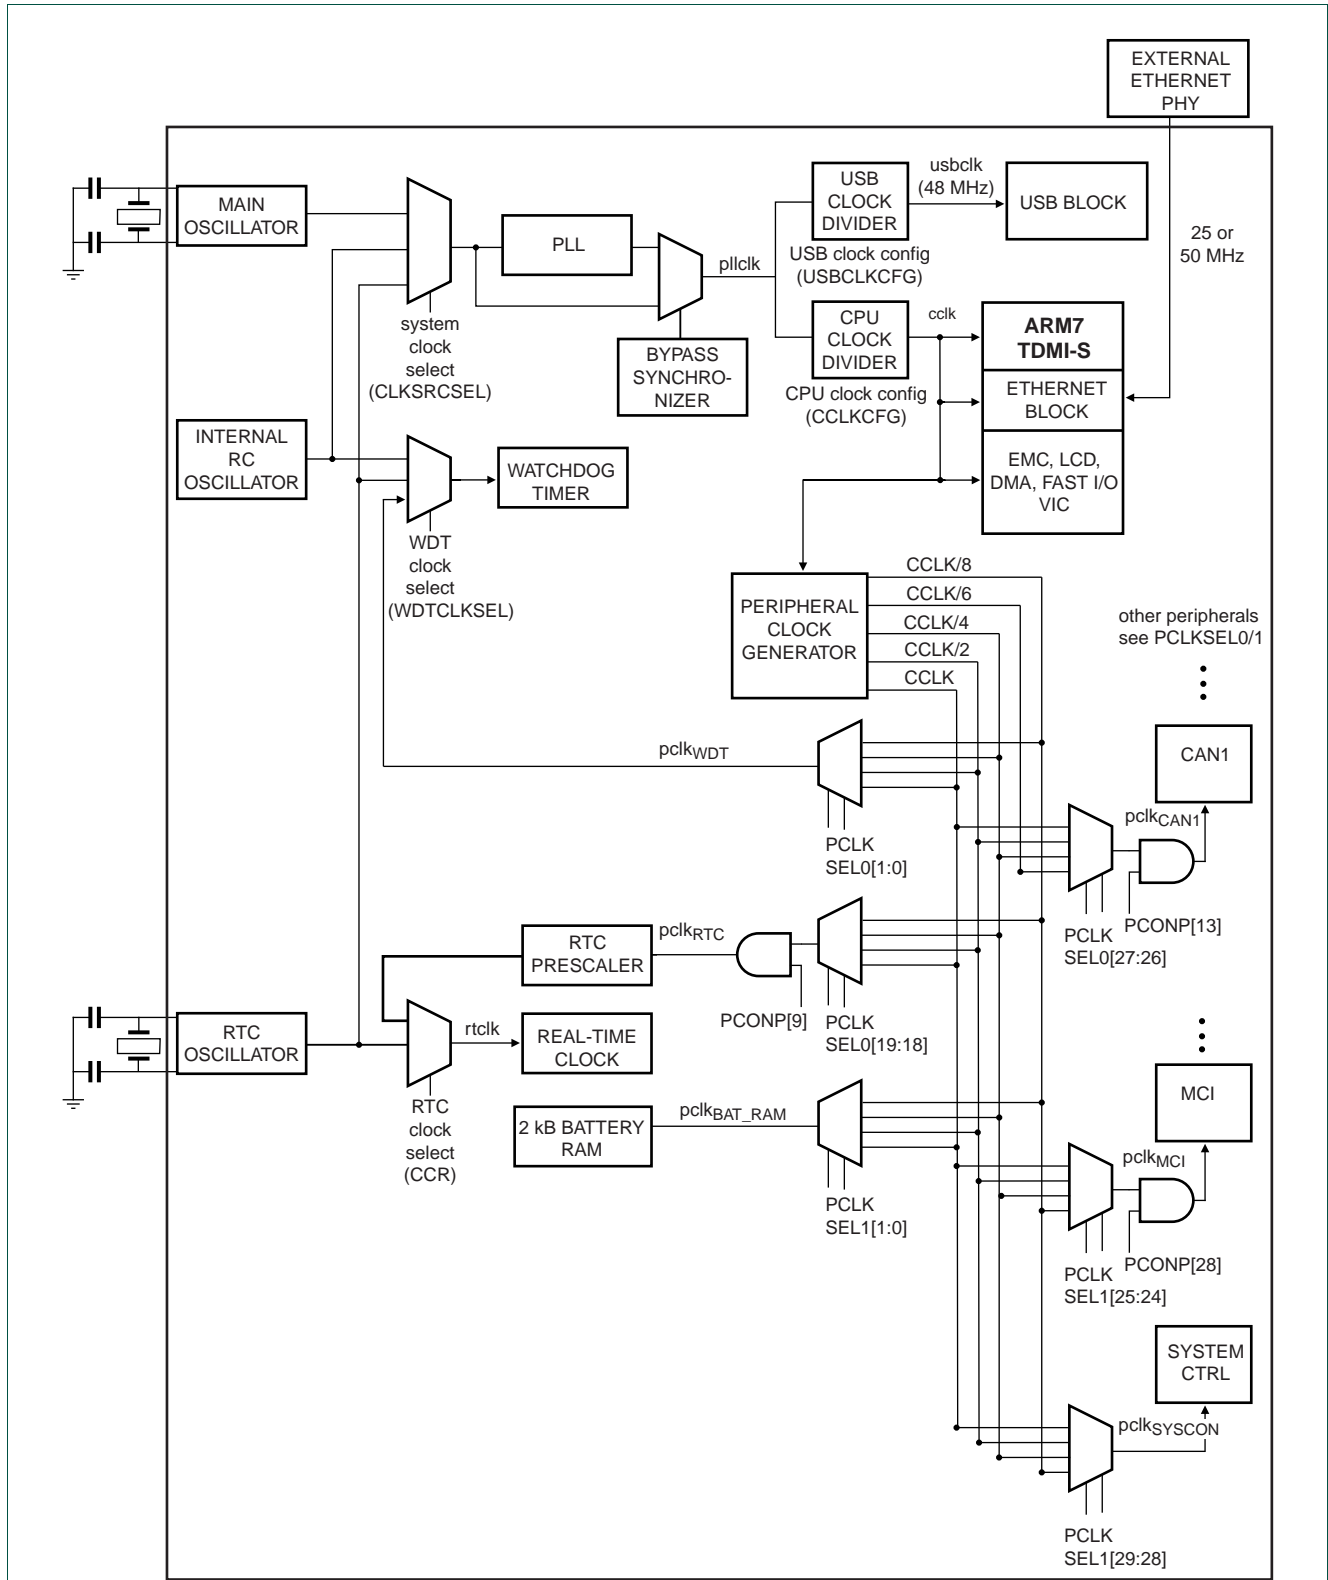 EXTERNAL
ETHERNET
PHY
MAIN
OSCILLATOR
PLL
USB
CLOCK
DIVIDER
usbclk
(48 MHz)
USB BLOCK
25 or
50 MHz
pllclk
USB clock config
(USBCLKCFG)
system
clock
select
(CLKSRCSEL)
BYPASS
SYNCHRO-
NIZER
CPU
CLOCK
DIVIDER
cclk
CPU clock config
(CCLKCFG)
ARM7
TDMI-S
ETHERNET
BLOCK
EMC, LCD,
DMA, FAST I/O
VIC
INTERNAL
RC
OSCILLATOR
WATCHDOG
TIMER
WDT
clock
select
(WDTCLKSEL)
PERIPHERAL
CLOCK
GENERATOR
CCLK/8
CCLK/6
CCLK/4
CCLK/2
CCLK
other peripherals
see PCLKSEL0/1
pclkWDT
PCLK
SEL0[1:0]
CAN1
pclkCAN1
PCONP[13]
PCLK
SEL0[27:26]
RTC
PRESCALER
pclkRTC
PCONP[9]
PCLK
SEL0[19:18]
RTC
OSCILLATOR
rtclk
REAL-TIME
CLOCK
RTC
clock
select
(CCR)
2 kB BATTERY
RAM
pclkBAT_RAM
PCLK
SEL1[1:0]
MCI
pclkMCI
PCONP[28]
PCLK
SEL1[25:24]
SYSTEM
CTRL
pclkSYSCON
PCLK
SEL1[29:28]